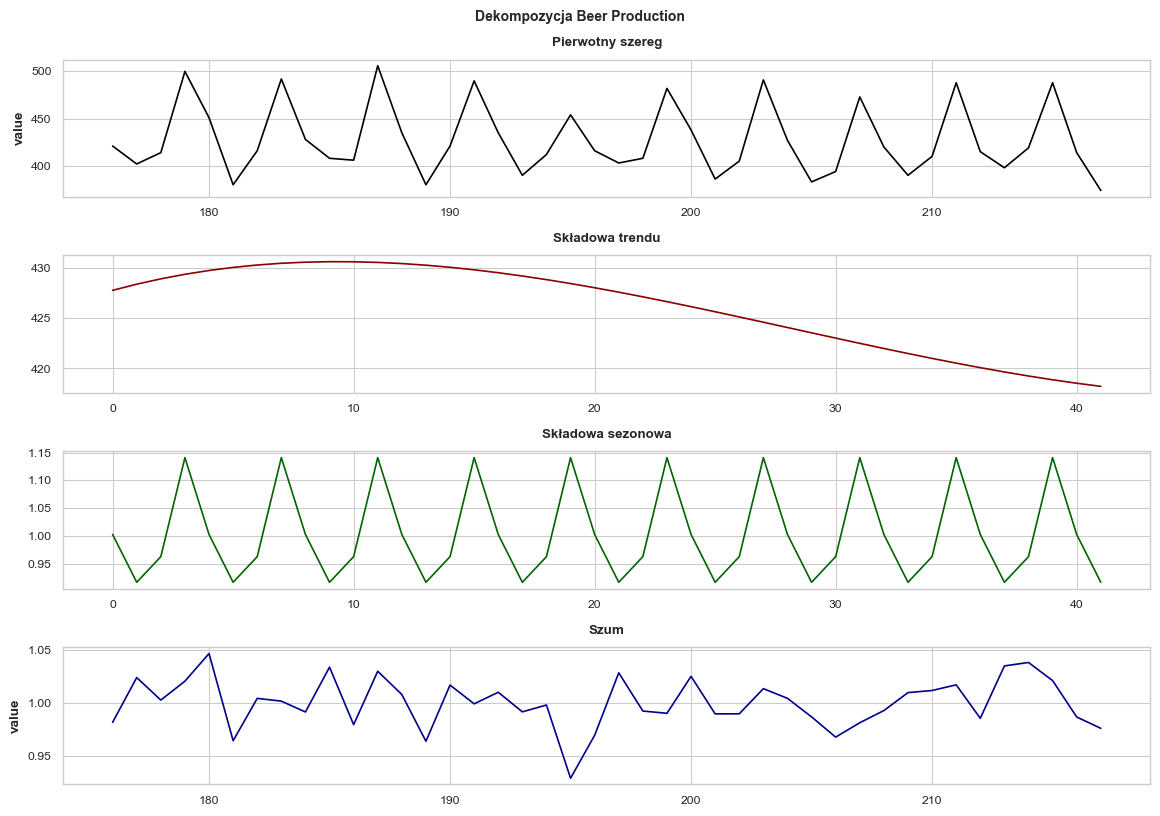 Dekompozycja Beer Production
Pierwotny szereg
value
500
450
400
180 190 200 210
Składowa trendu
430
425
420
0 10 20 30 40
Składowa sezonowa
1.15
1.10
1.05
1.00
0.95
0 10 20 30 40
Szum
value
1.05
1.00
0.95
180 190 200 210